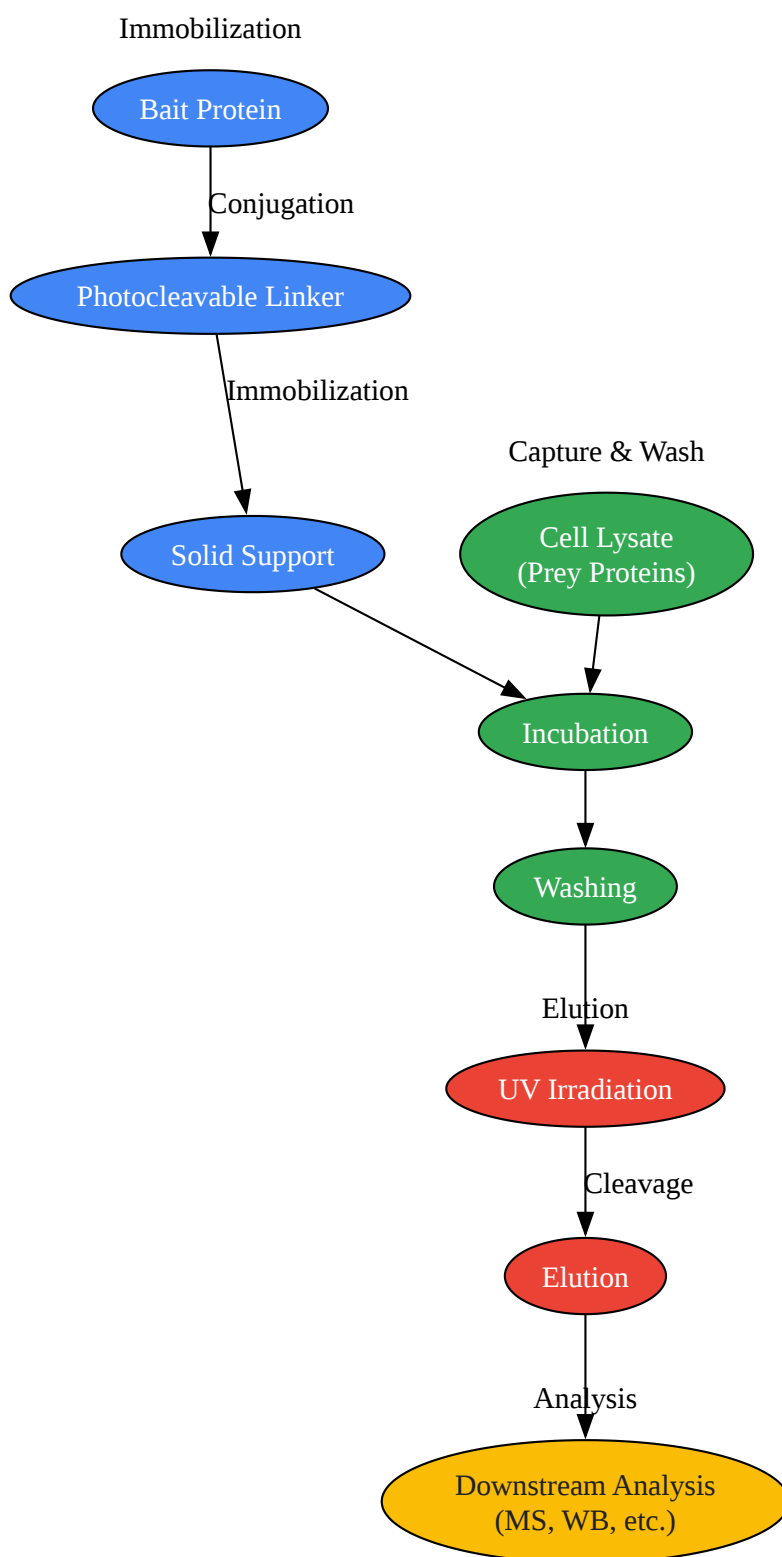 Immobilization
Bait Protein
Conjugation
Photocleavable Linker
Immobilization
Capture & Wash
Solid Support
Cell Lysate
(Prey Proteins)
Incubation
Washing
Elution
UV Irradiation
Cleavage
Elution
Analysis
Downstream Analysis
(MS, WB, etc.)